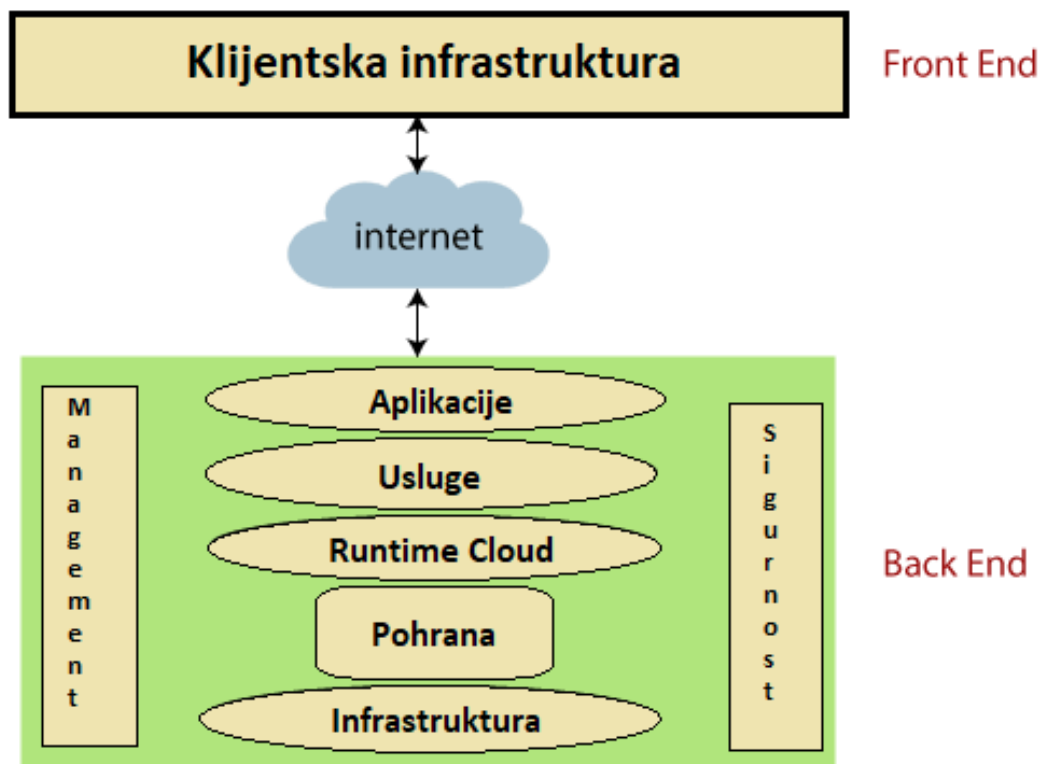 Klijentska infrastruktura
Front End
internet
Management
Aplikacije
Usluge
Runtime Cloud
Pohrana
Infrastruktura
Sigurnost
Back End